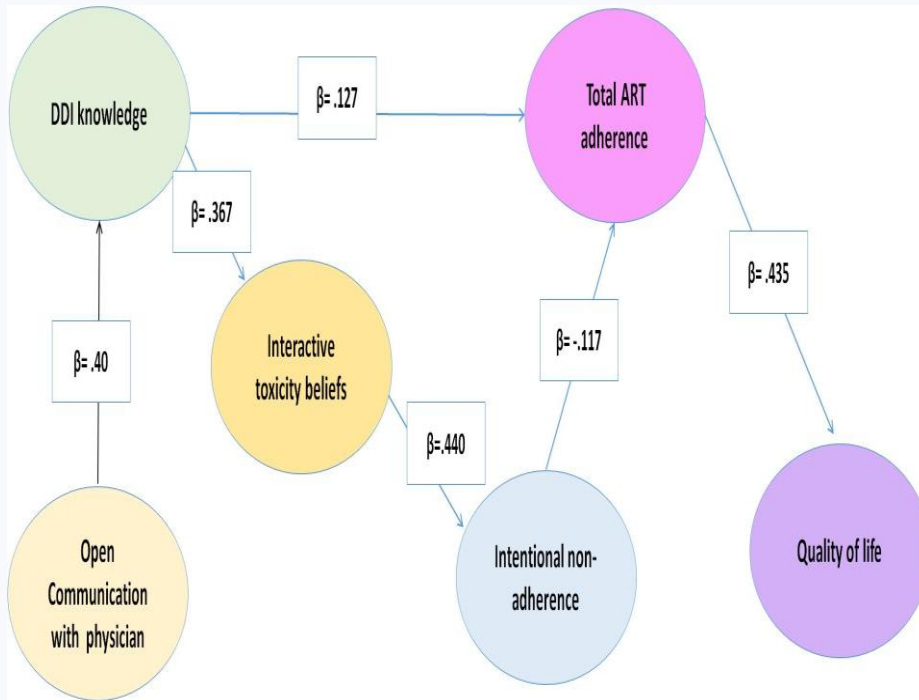 DDI knowledge
β= .127
Total ART
adherence
β= .367
β= .435
Interactive
toxicity beliefs
β= -.117
β= .40
β=.440
Open
Communication
with physician
Intentional non-
adherence
Quality of life